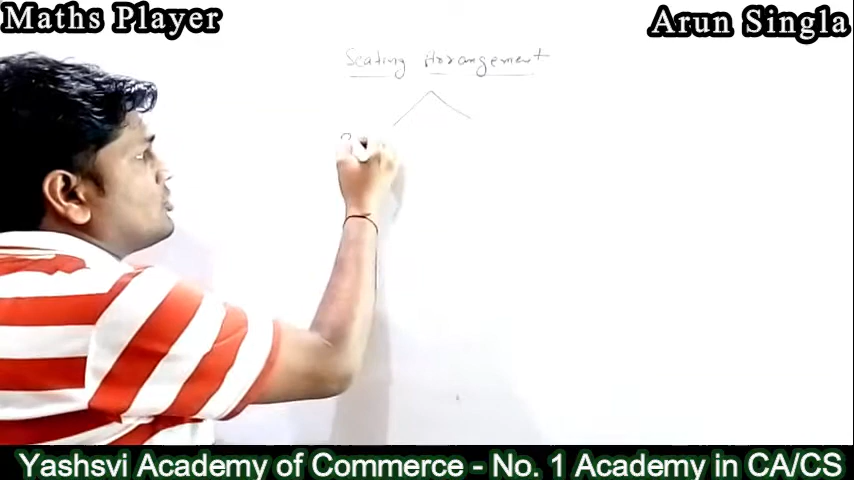 Maths Player
Arun Singla
Seating Arrangement
Yashsvi Academy of Commerce - No. 1 Academy in CA/CS